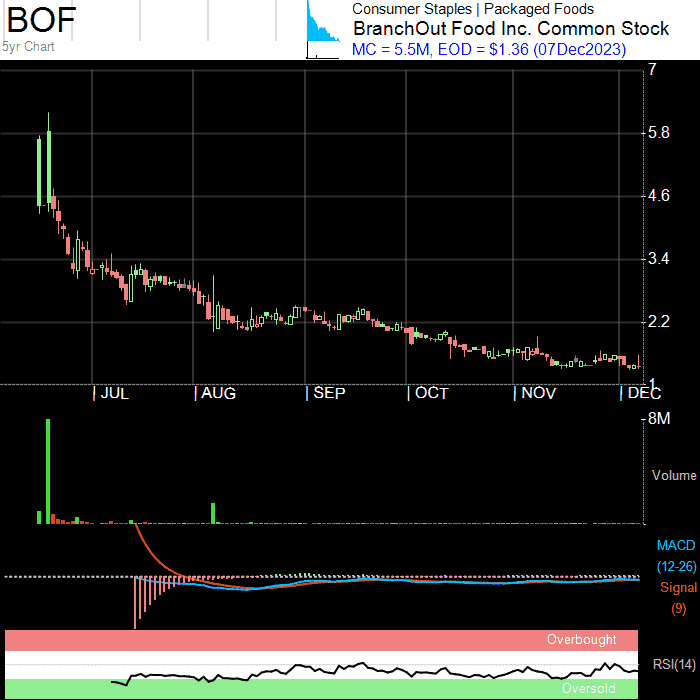 BOF
5yr Chart
Consumer Staples | Packaged Foods
BranchOut Food Inc. Common Stock
MC = 5.5M, EOD = $1.36 (07Dec2023)
7
5.8
4.6
3.4
2.2
1
JUL AUG SEP OCT NOV DEC
8M
Volume
MACD
(12-26)
Signal
(9)
Overbought
RSI(14)
Oversold